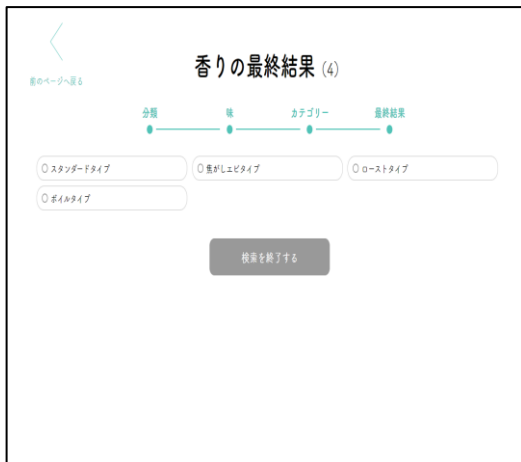 前のページへ戻る
香りの最終結果 (4)
分類 味 カテゴリー 最終結果
スタンダードタイプ 焦がしエビタイプ ローストタイプ
ボイルタイプ
検索を終了する